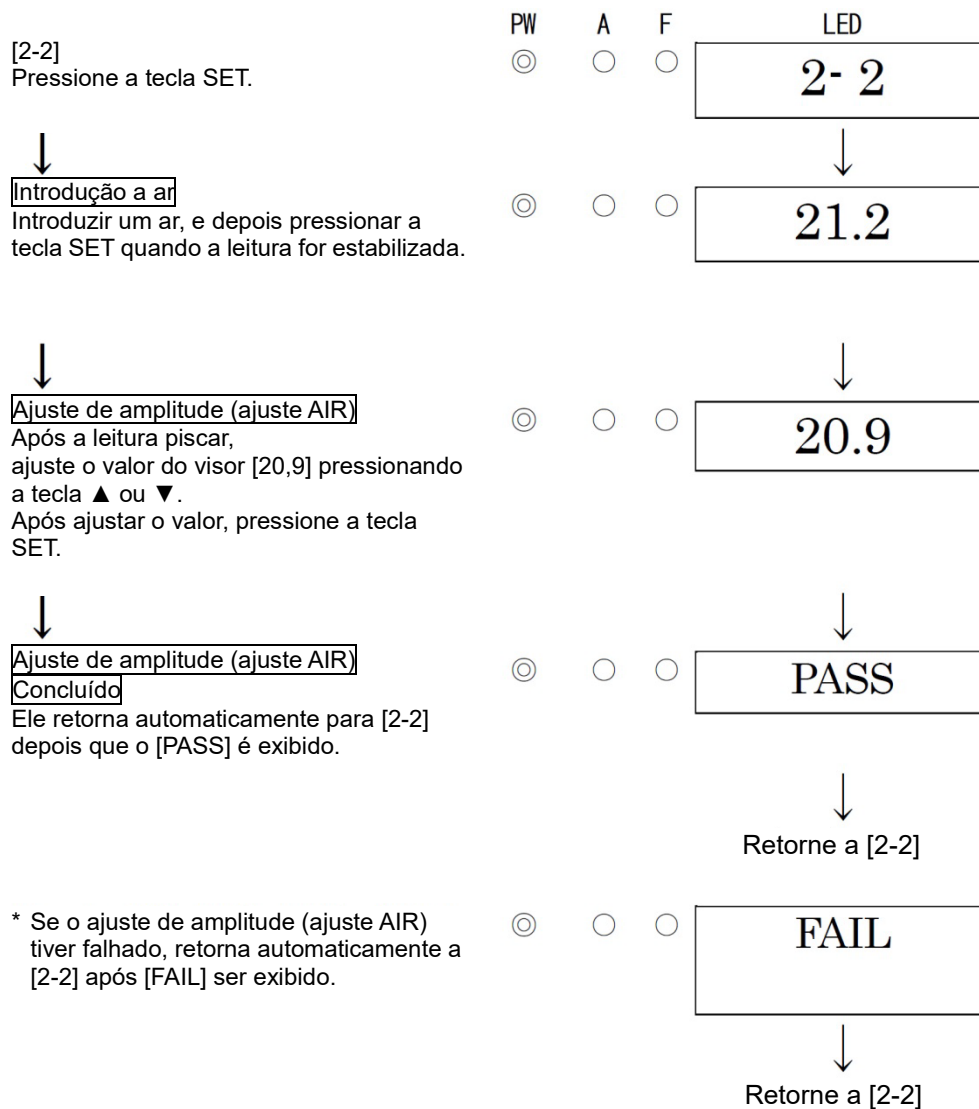 PW A F LED
[2-2]
Pressione a tecla SET.
◎ ○ ○ 2- 2
↓ ↓
Introdução a ar
Introduzir um ar, e depois pressionar a
tecla SET quando a leitura for estabilizada.
◎ ○ ○ 21.2
↓ ↓
Ajuste de amplitude (ajuste AIR)
Após a leitura piscar,
ajuste o valor do visor [20,9] pressionando
a tecla ▲ ou ▼.
Após ajustar o valor, pressione a tecla
SET.
◎ ○ ○ 20.9
↓ ↓
Ajuste de amplitude (ajuste AIR)
Concluído
Ele retorna automaticamente para [2-2]
depois que o [PASS] é exibido.
◎ ○ ○ PASS
↓
Retorne a [2-2]
* Se o ajuste de amplitude (ajuste AIR)
tiver falhado, retorna automaticamente a
[2-2] após [FAIL] ser exibido.
◎ ○ ○ FAIL
↓
Retorne a [2-2]